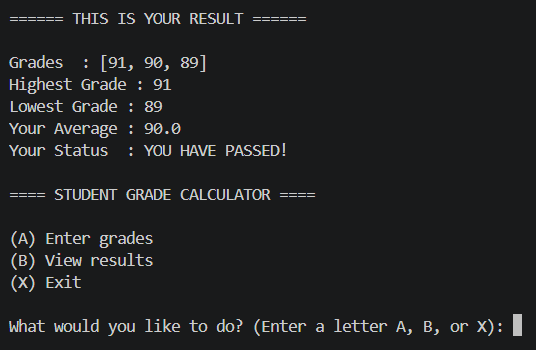 ====== THIS IS YOUR RESULT ======
Grades  : [91, 90, 89]
Highest Grade : 91
Lowest Grade : 89
Your Average : 90.0
Your Status  : YOU HAVE PASSED!
==== STUDENT GRADE CALCULATOR ====
(A) Enter grades
(B) View results
(X) Exit
What would you like to do? (Enter a letter A, B, or X):